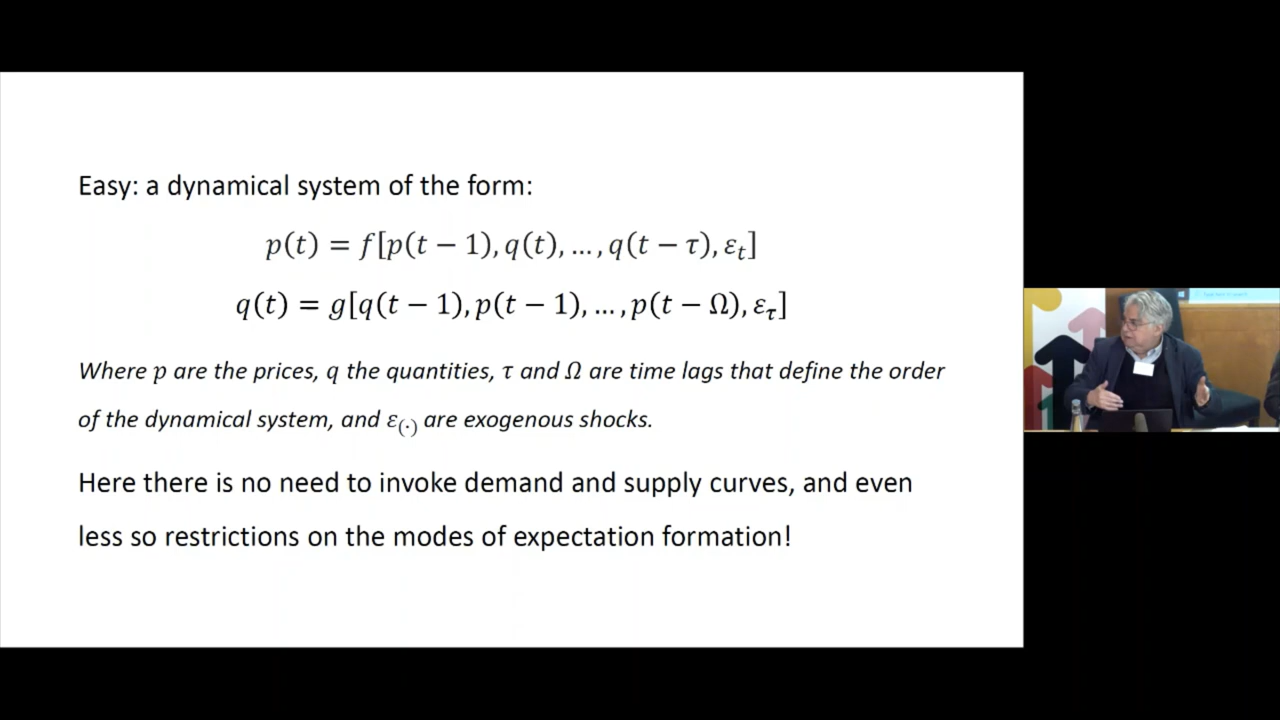 Easy: a dynamical system of the form:
p(t) = f[p(t − 1), q(t), ..., q(t − τ), εₜ]
q(t) = g[q(t − 1), p(t − 1), ..., p(t − Ω), ε_τ]
Where p are the prices, q the quantities, τ and Ω are time lags that define the order
of the dynamical system, and ε₍.₎ are exogenous shocks.
Here there is no need to invoke demand and supply curves, and even
less so restrictions on the modes of expectation formation!